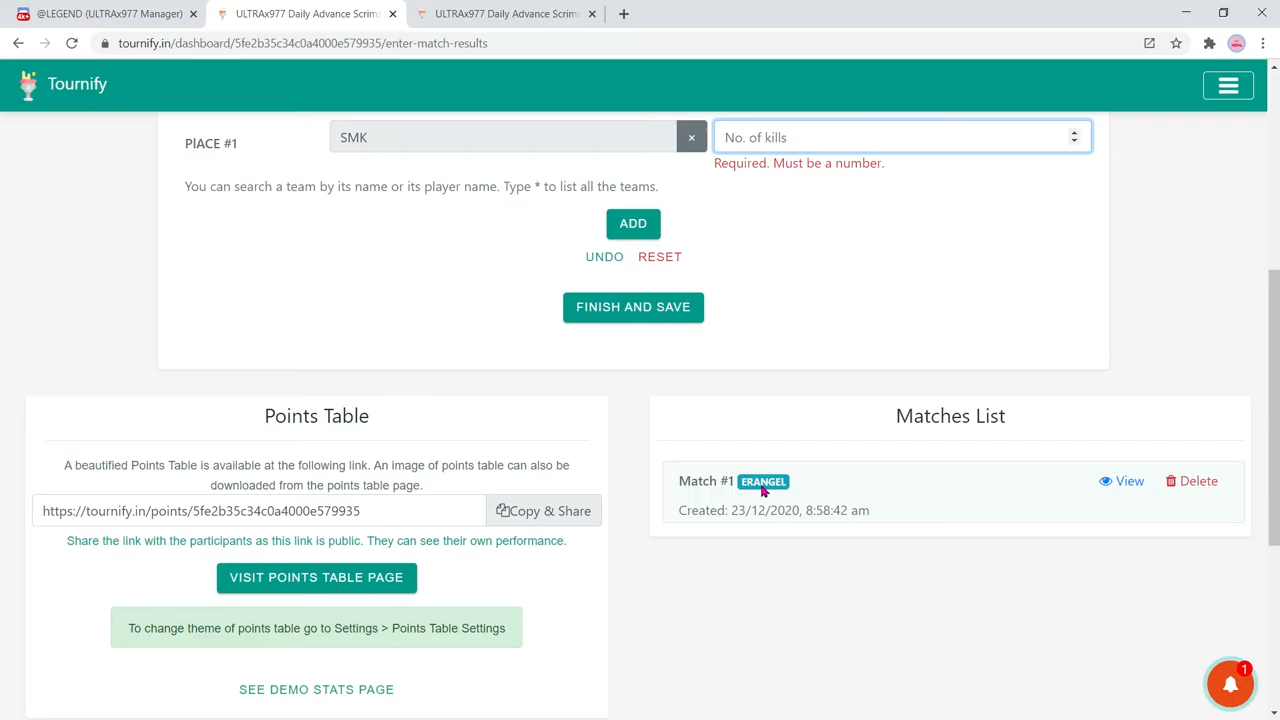 @LEGEND (ULTRAx977 Manager)
ULTRAx977 Daily Advance Scrims
ULTRAx977 Daily Advance Scrims
tournify.in/dashboard/5fe2b35c34c0a4000e579935/enter-match-results
Tournify
PlACE #1
SMK
×
No. of kills
Required. Must be a number.
You can search a team by its name or its player name. Type * to list all the teams.
ADD
UNDO
RESET
FINISH AND SAVE
Points Table
A beautified Points Table is available at the following link. An image of points table can also be
downloaded from the points table page.
https://tournify.in/points/5fe2b35c34c0a4000e579935
Copy & Share
Share the link with the participants as this link is public. They can see their own performance.
VISIT POINTS TABLE PAGE
To change theme of points table go to Settings > Points Table Settings
SEE DEMO STATS PAGE
Matches List
Match #1 ERANGEL
View
Delete
Created: 23/12/2020, 8:58:42 am
1